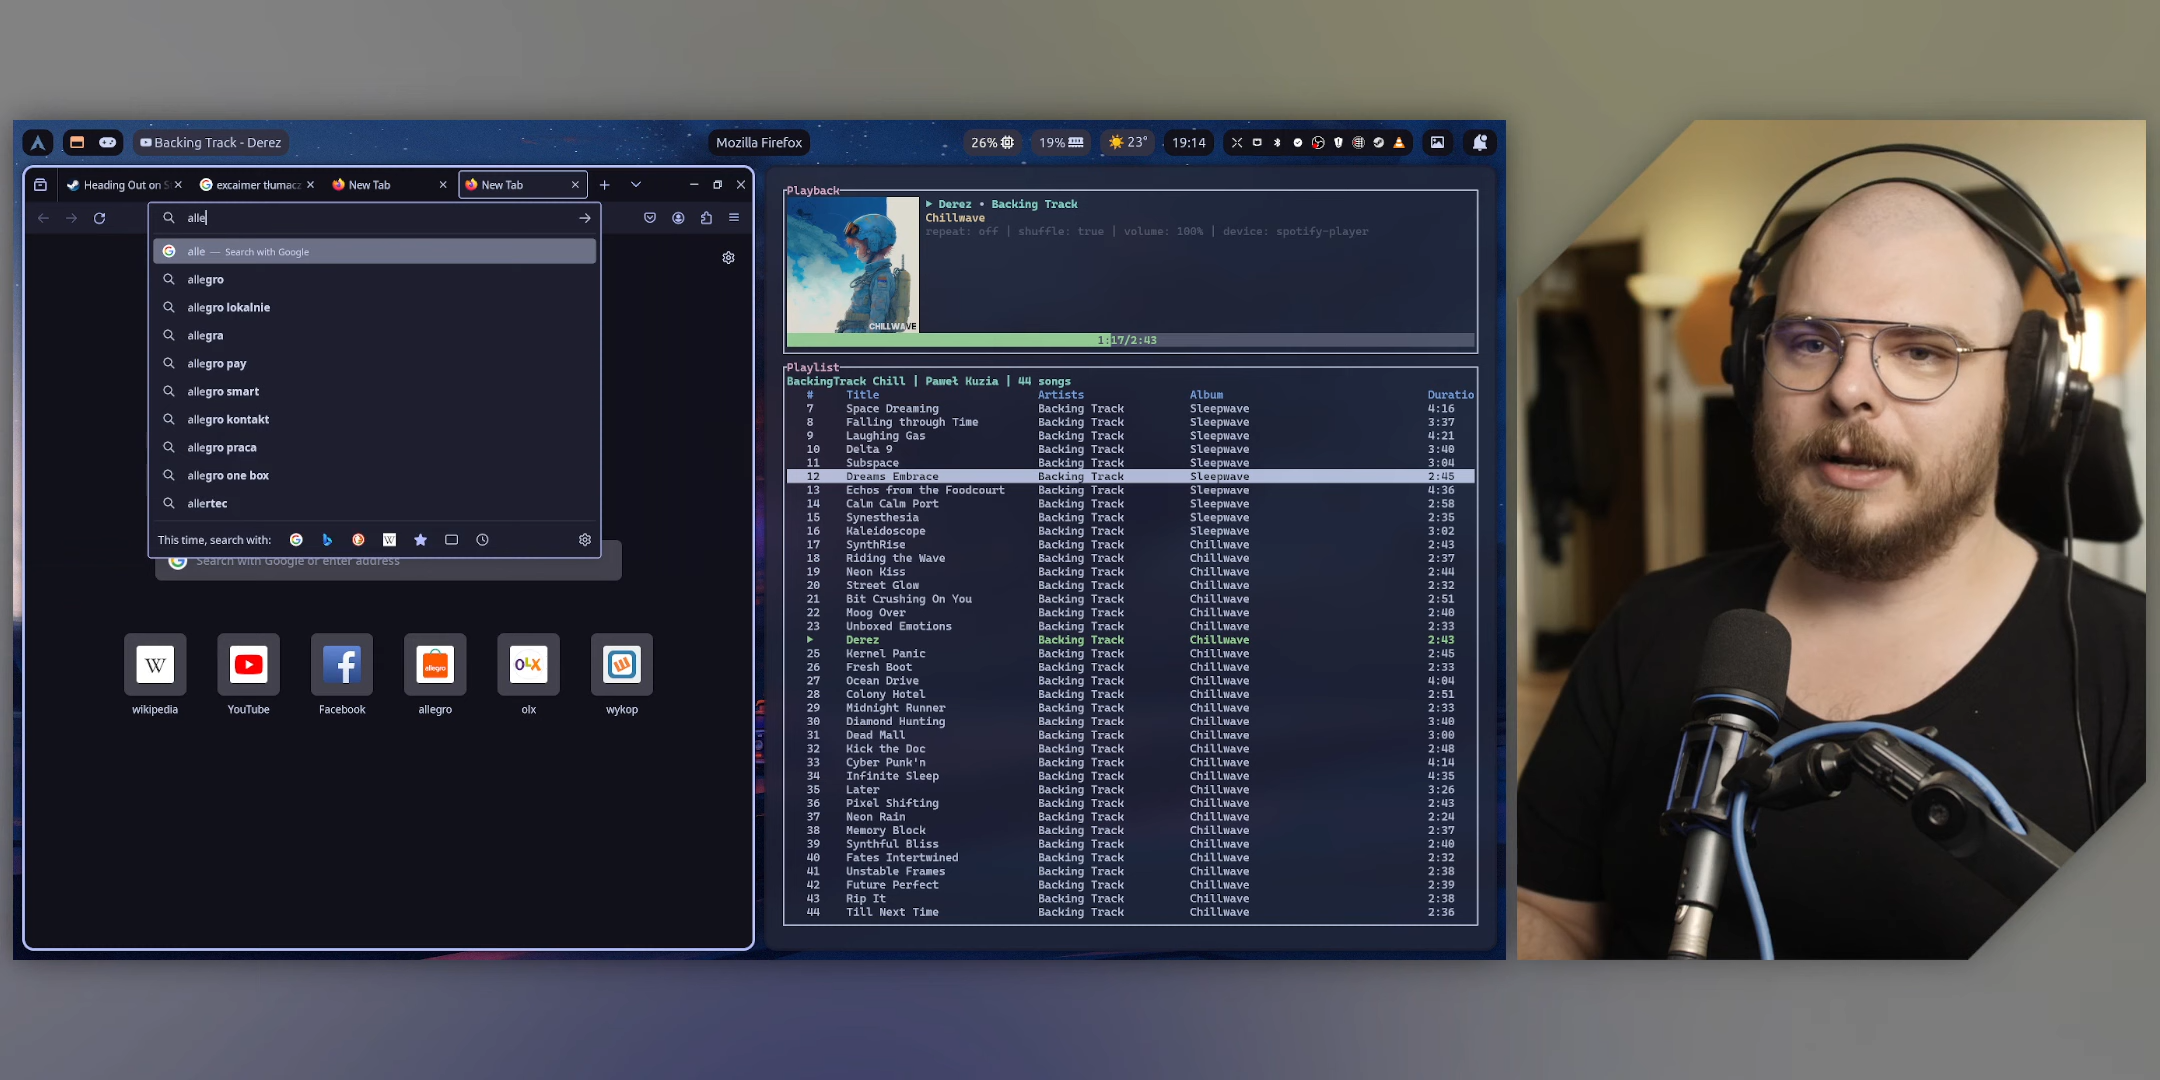 Backing Track - Derez
Mozilla Firefox
26%
19%
23°
19:14
Heading Out on S
excaimer tłumacz
New Tab
New Tab
alle
alle — Search with Google
allegro
allegro lokalnie
allegra
allegro pay
allegro smart
allegro kontakt
allegro praca
allegro one box
allertec
This time, search with:
Search with Google or enter address
W
allegro
OLX
wikipedia
YouTube
Facebook
allegro
olx
wykop
Playback
Derez • Backing Track
Chillwave
repeat: off | shuffle: true | volume: 100% | device: spotify-player
CHILLWAVE
1:17/2:43
Playlist
BackingTrack Chill | Paweł Kuzia | 44 songs
# Title Artists Album Duratio
7 Space Dreaming Backing Track Sleepwave 4:16
8 Falling through Time Backing Track Sleepwave 3:37
9 Laughing Gas Backing Track Sleepwave 4:21
10 Delta 9 Backing Track Sleepwave 3:40
11 Subspace Backing Track Sleepwave 3:04
12 Dreams Embrace Backing Track Sleepwave 2:45
13 Echos from the Foodcourt Backing Track Sleepwave 4:36
14 Calm Calm Port Backing Track Sleepwave 2:58
15 Synesthesia Backing Track Sleepwave 2:35
16 Kaleidoscope Backing Track Sleepwave 3:02
17 SynthRise Backing Track Chillwave 2:43
18 Riding the Wave Backing Track Chillwave 2:37
19 Neon Kiss Backing Track Chillwave 2:44
20 Street Glow Backing Track Chillwave 2:32
21 Bit Crushing On You Backing Track Chillwave 2:51
22 Moog Over Backing Track Chillwave 2:40
23 Unboxed Emotions Backing Track Chillwave 2:33
Derez Backing Track Chillwave 2:43
25 Kernel Panic Backing Track Chillwave 2:45
26 Fresh Boot Backing Track Chillwave 2:33
27 Ocean Drive Backing Track Chillwave 4:04
28 Colony Hotel Backing Track Chillwave 2:51
29 Midnight Runner Backing Track Chillwave 2:33
30 Diamond Hunting Backing Track Chillwave 3:40
31 Dead Mall Backing Track Chillwave 3:00
32 Kick the Doc Backing Track Chillwave 2:48
33 Cyber Punk'n Backing Track Chillwave 4:14
34 Infinite Sleep Backing Track Chillwave 4:35
35 Later Backing Track Chillwave 3:26
36 Pixel Shifting Backing Track Chillwave 2:43
37 Neon Rain Backing Track Chillwave 2:24
38 Memory Block Backing Track Chillwave 2:37
39 Synthful Bliss Backing Track Chillwave 2:40
40 Fates Intertwined Backing Track Chillwave 2:32
41 Unstable Frames Backing Track Chillwave 2:38
42 Future Perfect Backing Track Chillwave 2:39
43 Rip It Backing Track Chillwave 2:38
44 Till Next Time Backing Track Chillwave 2:36